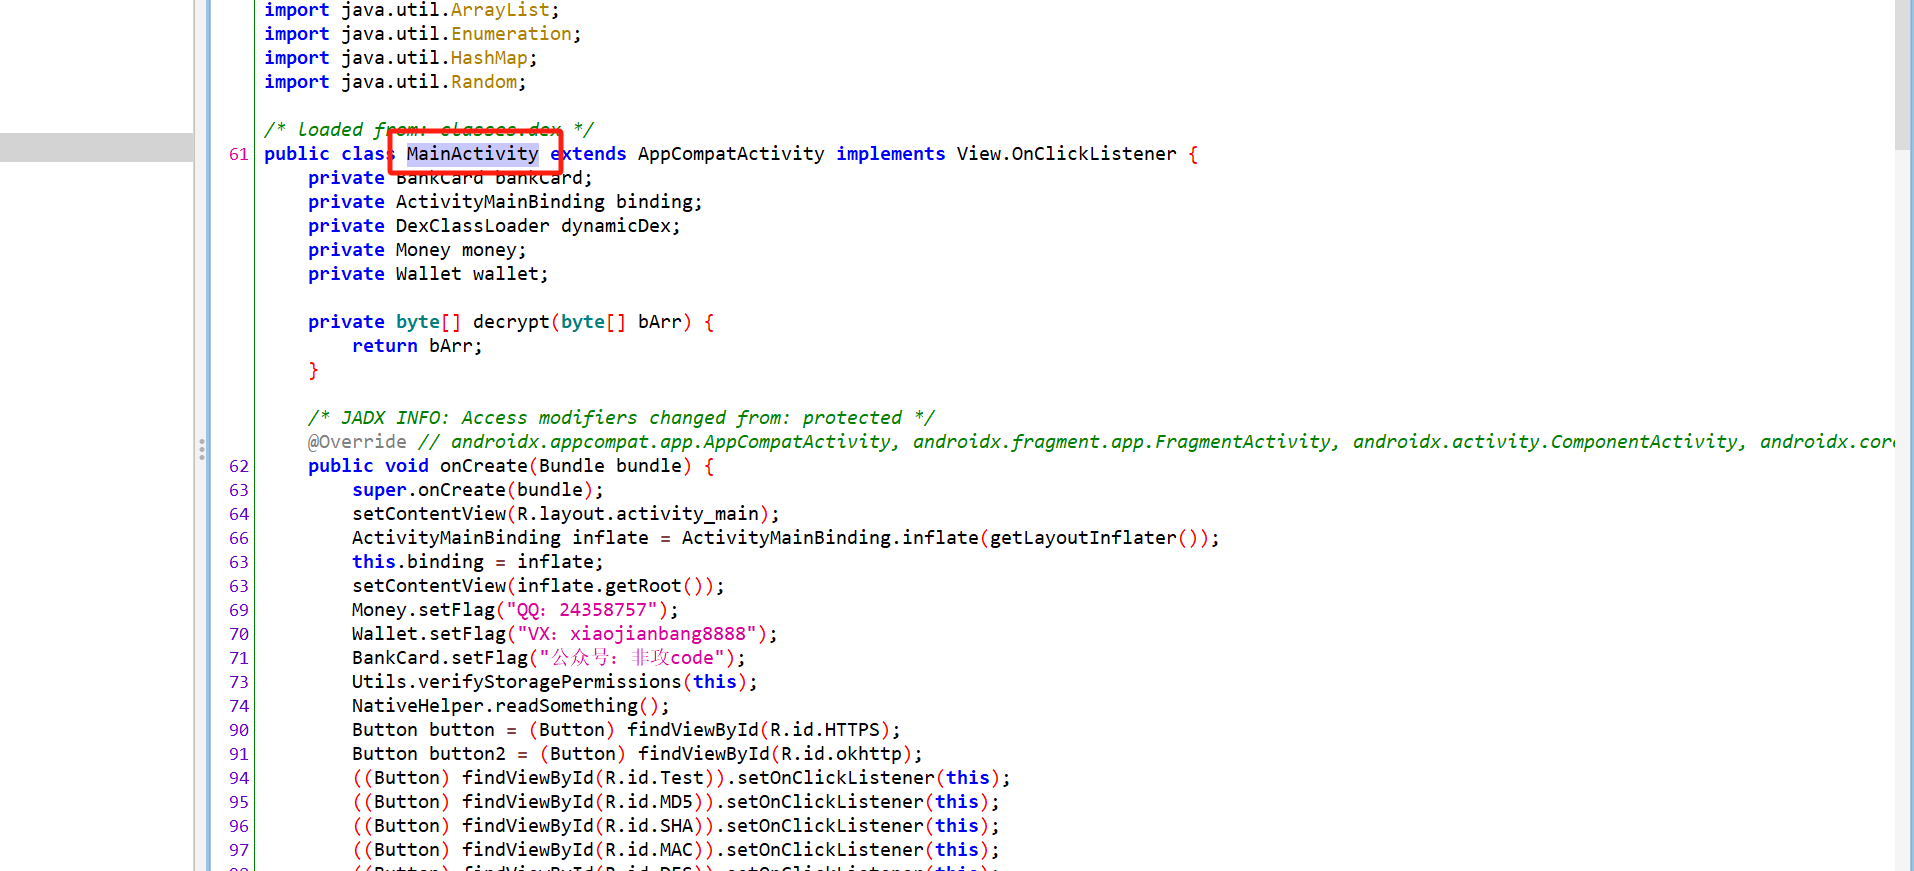 import java.util.ArrayList;
import java.util.Enumeration;
import java.util.HashMap;
import java.util.Random;
/* loaded from: classes.dex */
61 public class MainActivity extends AppCompatActivity implements View.OnClickListener {
private BankCard bankCard;
private ActivityMainBinding binding;
private DexClassLoader dynamicDex;
private Money money;
private Wallet wallet;
private byte[] decrypt(byte[] bArr) {
return bArr;
}
/* JADX INFO: Access modifiers changed from: protected */
@Override // androidx.appcompat.app.AppCompatActivity, androidx.fragment.app.FragmentActivity, androidx.activity.ComponentActivity, androidx.core
62 public void onCreate(Bundle bundle) {
63 super.onCreate(bundle);
64 setContentView(R.layout.activity_main);
66 ActivityMainBinding inflate = ActivityMainBinding.inflate(getLayoutInflater());
63 this.binding = inflate;
63 setContentView(inflate.getRoot());
69 Money.setFlag("QQ：24358757");
70 Wallet.setFlag("VX：xiaojianbang8888");
71 BankCard.setFlag("公众号：非攻code");
73 Utils.verifyStoragePermissions(this);
74 NativeHelper.readSomething();
90 Button button = (Button) findViewById(R.id.HTTPS);
91 Button button2 = (Button) findViewById(R.id.okhttp);
94 ((Button) findViewById(R.id.Test)).setOnClickListener(this);
95 ((Button) findViewById(R.id.MD5)).setOnClickListener(this);
96 ((Button) findViewById(R.id.SHA)).setOnClickListener(this);
97 ((Button) findViewById(R.id.MAC)).setOnClickListener(this);
98 ((Button) findViewById(R.id.DES)).setOnClickListener(this);